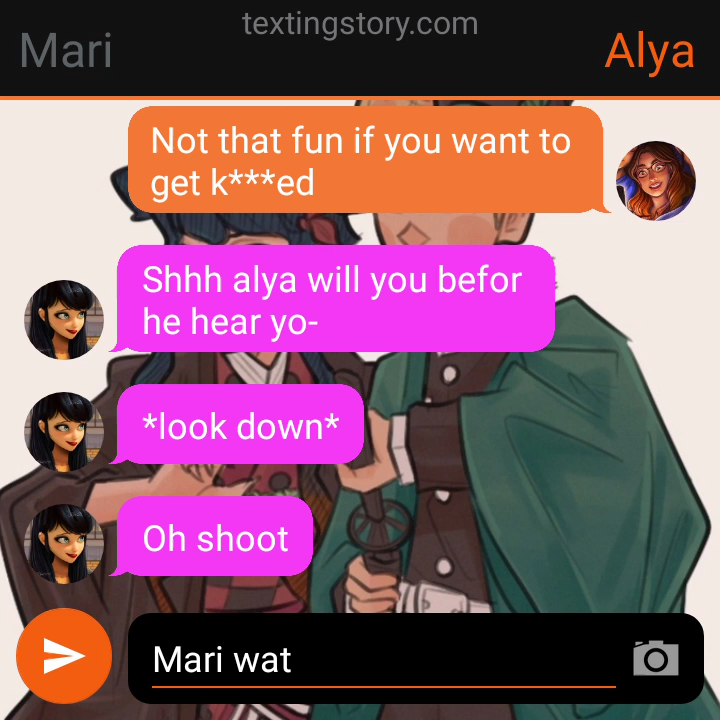 textingstory.com
Mari
Alya
Not that fun if you want to
get k***ed
Shhh alya will you befor
he hear yo-
*look down*
Oh shoot
Mari wat